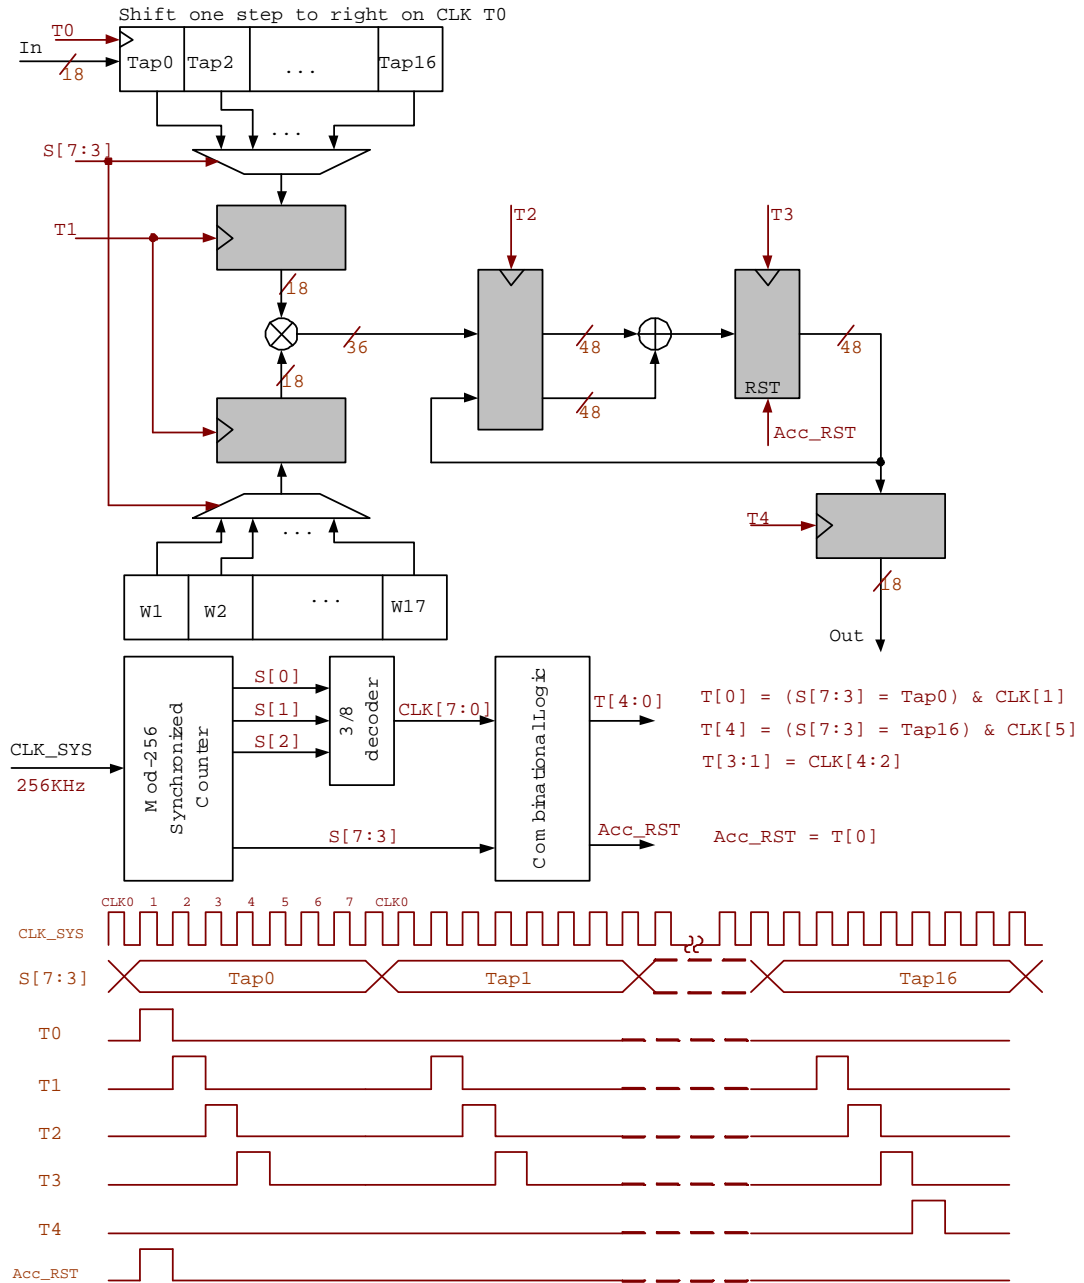 Shift one step to right on CLK T0
T0
In
18
Tap0 Tap2 ... Tap16
...
S[7:3]
T1
18
T2
T3
36
48
48
48
18
RST
Acc_RST
T4
...
W1 W2 ... W17
18
Out
CLK_SYS
256KHz
Mod-256
Synchronized
Counter
S[0]
S[1]
S[2]
3/8
decoder
CLK[7:0]
S[7:3]
CombinationalLogic
T[4:0]
Acc_RST
T[0] = (S[7:3] = Tap0) & CLK[1]
T[4] = (S[7:3] = Tap16) & CLK[5]
T[3:1] = CLK[4:2]
Acc_RST = T[0]
CLK0 1 2 3 4 5 6 7 CLK0
CLK_SYS
S[7:3] Tap0 Tap1 Tap16
T0
T1
T2
T3
T4
Acc_RST